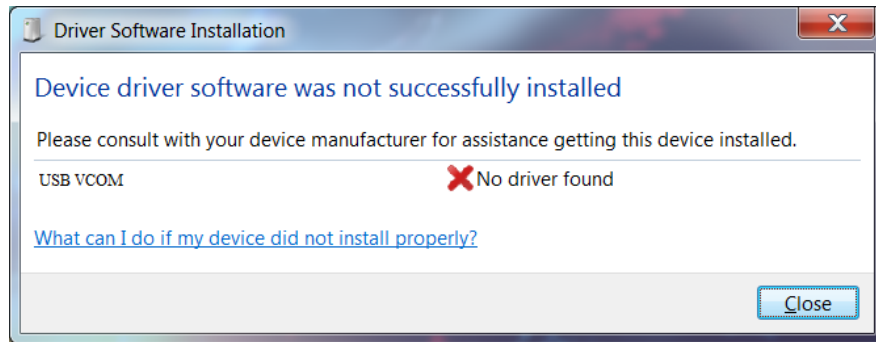 Driver Software Installation
Device driver software was not successfully installed
Please consult with your device manufacturer for assistance getting this device installed.
USB VCOM No driver found
What can I do if my device did not install properly?
Close